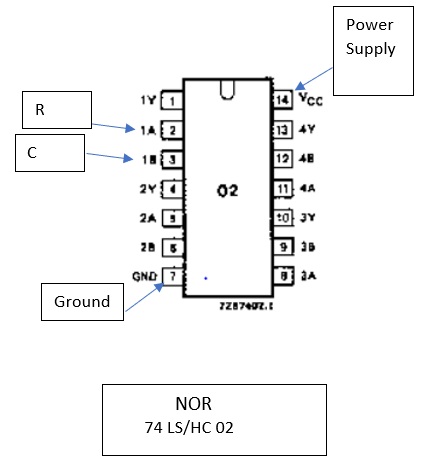 Power
Supply
R
C
Ground
1Y 1
1A 2
1B 3
2Y 4
2A 5
2B 6
GND 7
02
14 VCC
13 4Y
12 4B
11 4A
10 3Y
9 3B
8 3A
7Z87402.1
NOR
74 LS/HC 02